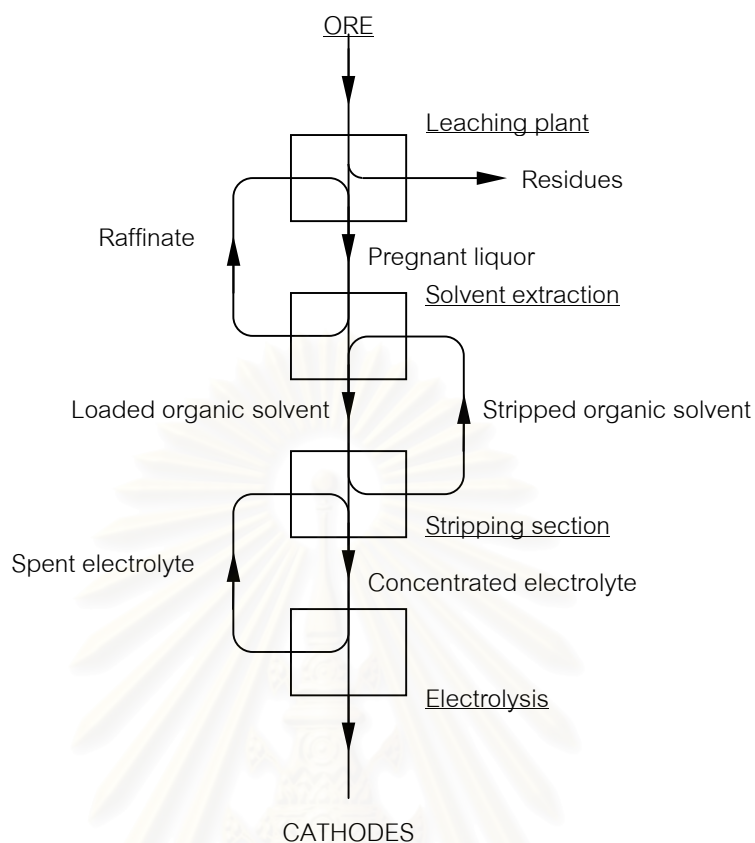 ORE
Leaching plant
Residues
Raffinate
Pregnant liquor
Solvent extraction
Loaded organic solvent
Stripped organic solvent
Stripping section
Spent electrolyte
Concentrated electrolyte
Electrolysis
CATHODES